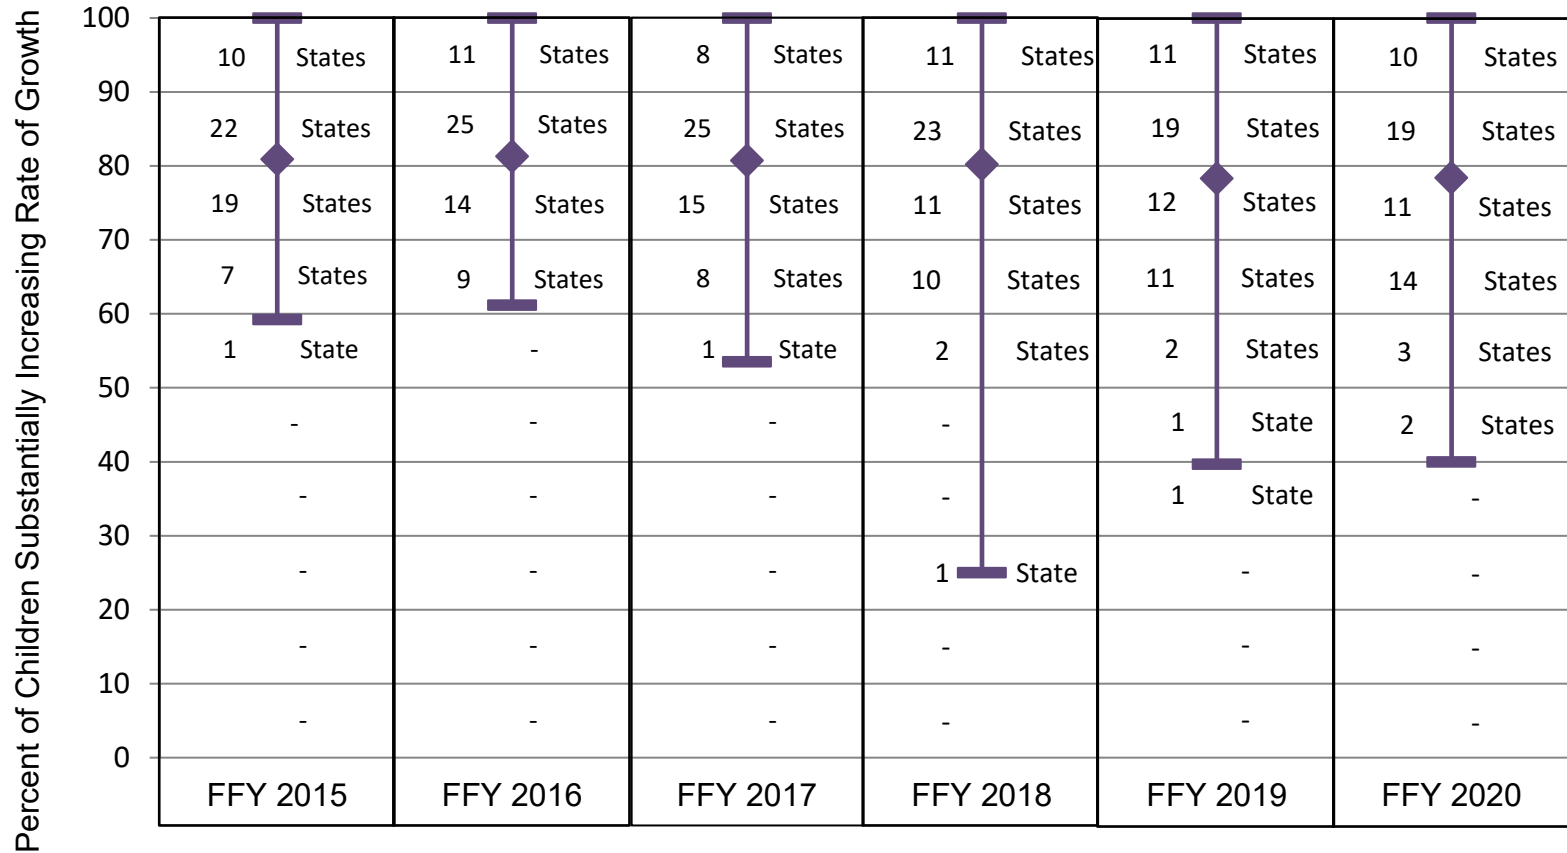 Percent of Children Substantially Increasing Rate of Growth
100
10 States 11 States 8 States 11 States 11 States 10 States
90
22 States 25 States 25 States 23 States 19 States 19 States
80
19 States 14 States 15 States 11 States 12 States 11 States
70
7 States 9 States 8 States 10 States 11 States 14 States
60
1 State - 1 State 2 States 2 States 3 States
50
- - - - 1 State 2 States
40
- - - - 1 State -
30
- - - 1 State - -
20
- - - - - -
10
- - - - - -
0
FFY 2015 FFY 2016 FFY 2017 FFY 2018 FFY 2019 FFY 2020